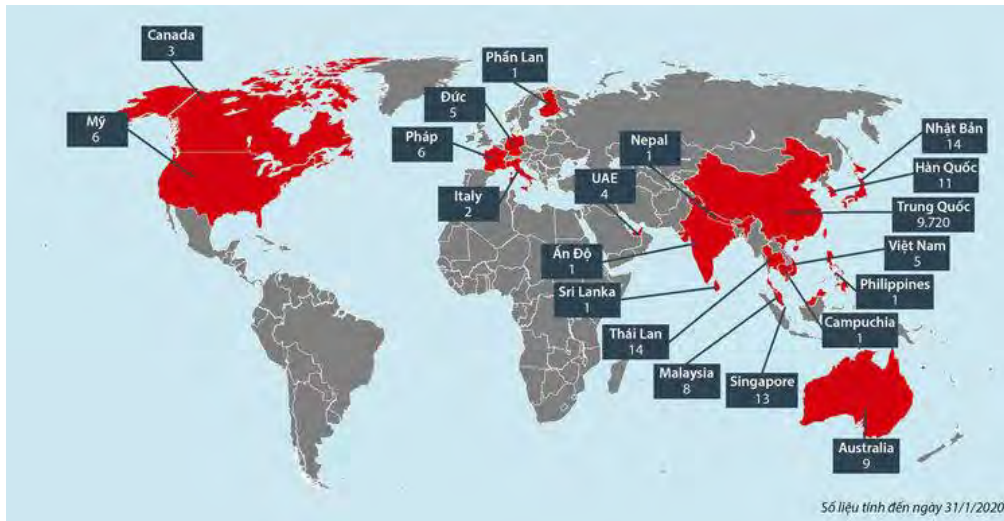 Canada
3
Phần Lan
1
Đức
5
Mỹ
6
Pháp
6
Nepal
1
Nhật Bản
14
UAE
4
Hàn Quốc
11
Italy
2
Trung Quốc
9.720
Ấn Độ
1
Việt Nam
5
Sri Lanka
1
Philippines
1
Thái Lan
14
Campuchia
1
Malaysia
8
Singapore
13
Australia
9
Số liệu tính đến ngày 31/1/2020